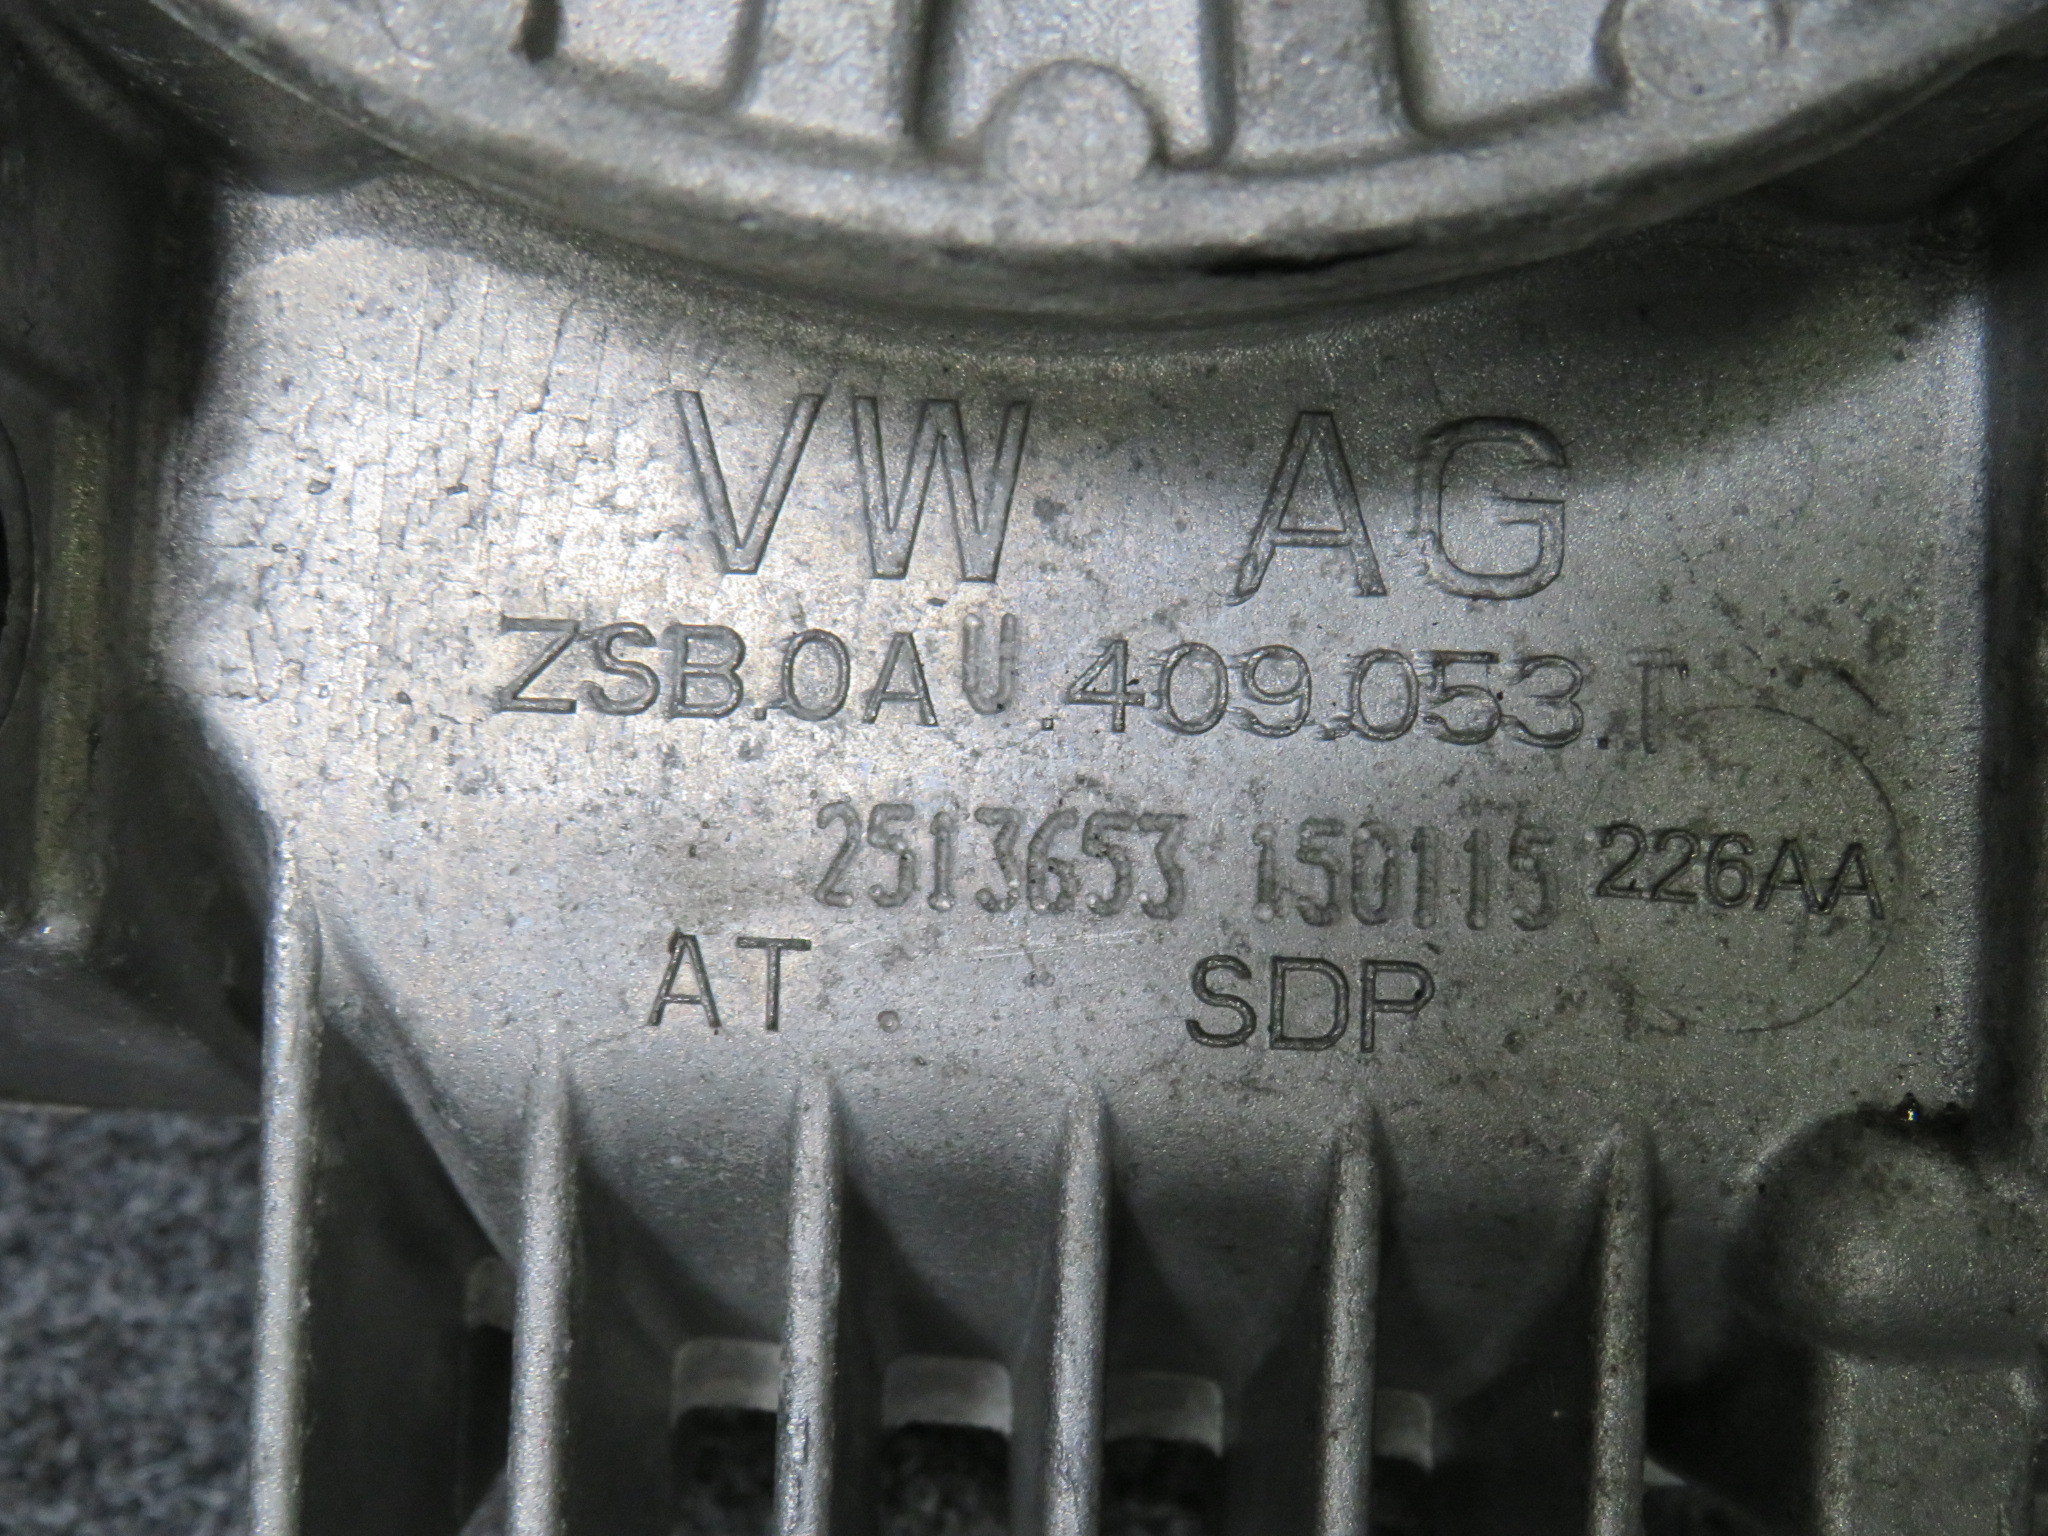 VW AG
ZSB.0AU.409.053.T
2513653 150115 226AA
AT SDP